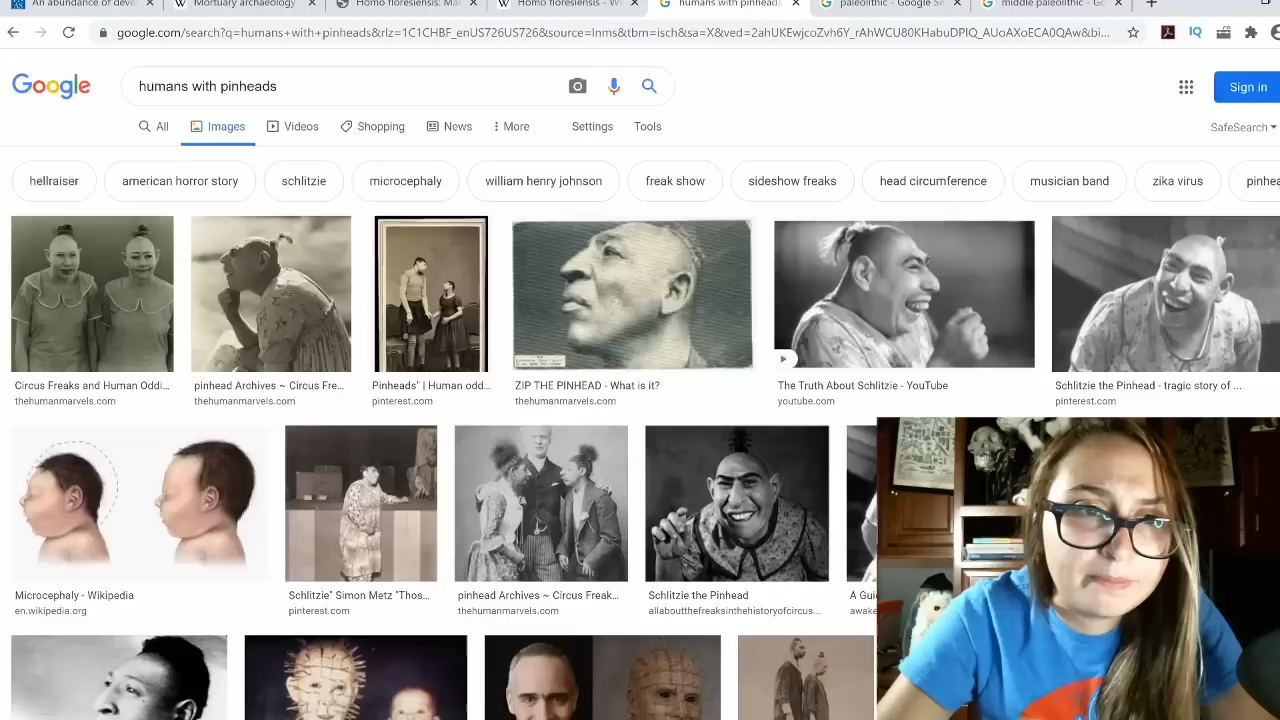 An abundance of de
Mortuary archaeology
Homo floresiensis: Ma
Homo floresiensis - W
humans with pinheads
paleolithic - Google Se
middle paleolithic - Go
google.com/search?q=humans+with+pinheads&rlz=1C1CHBF_enUS726US726&source=lnms&tbm=isch&sa=X&ved=2ahUKEwjcoZvh6Y_rAhWCU80KHabuDPIQ_AUoAXoECA0QAw&bi...
IQ
Google
humans with pinheads
Sign in
All
Images
Videos
Shopping
News
More
Settings
Tools
SafeSearch
hellraiser
american horror story
schlitzie
microcephaly
william henry johnson
freak show
sideshow freaks
head circumference
musician band
zika virus
pinhea
Circus Freaks and Human Oddi...
thehumanmarvels.com
pinhead Archives ~ Circus Fre...
thehumanmarvels.com
Pinheads" | Human odd...
pinterest.com
ZIP THE PINHEAD - What is it?
thehumanmarvels.com
The Truth About Schlitzie - YouTube
youtube.com
Schlitzie the Pinhead - tragic story of ...
pinterest.com
Microcephaly - Wikipedia
en.wikipedia.org
Schlitzie' Simon Metz "Thos...
pinterest.com
pinhead Archives ~ Circus Freak...
thehumanmarvels.com
Schlitzie the Pinhead
allaboutthefreaksinthehistoryofcircus...
A Gui
awake